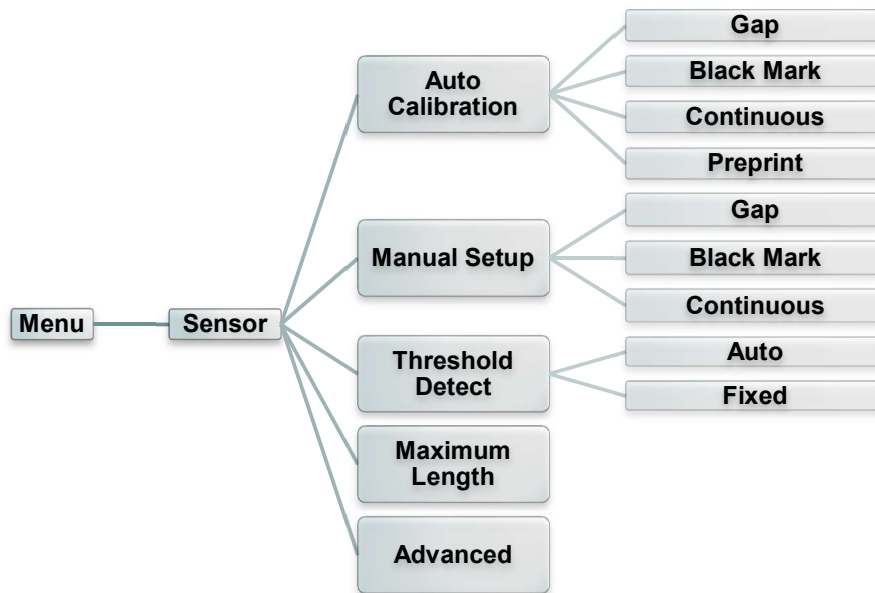 Menu
Sensor
Auto
Calibration
Gap
Black Mark
Continuous
Preprint
Manual Setup
Gap
Black Mark
Continuous
Threshold
Detect
Auto
Fixed
Maximum
Length
Advanced